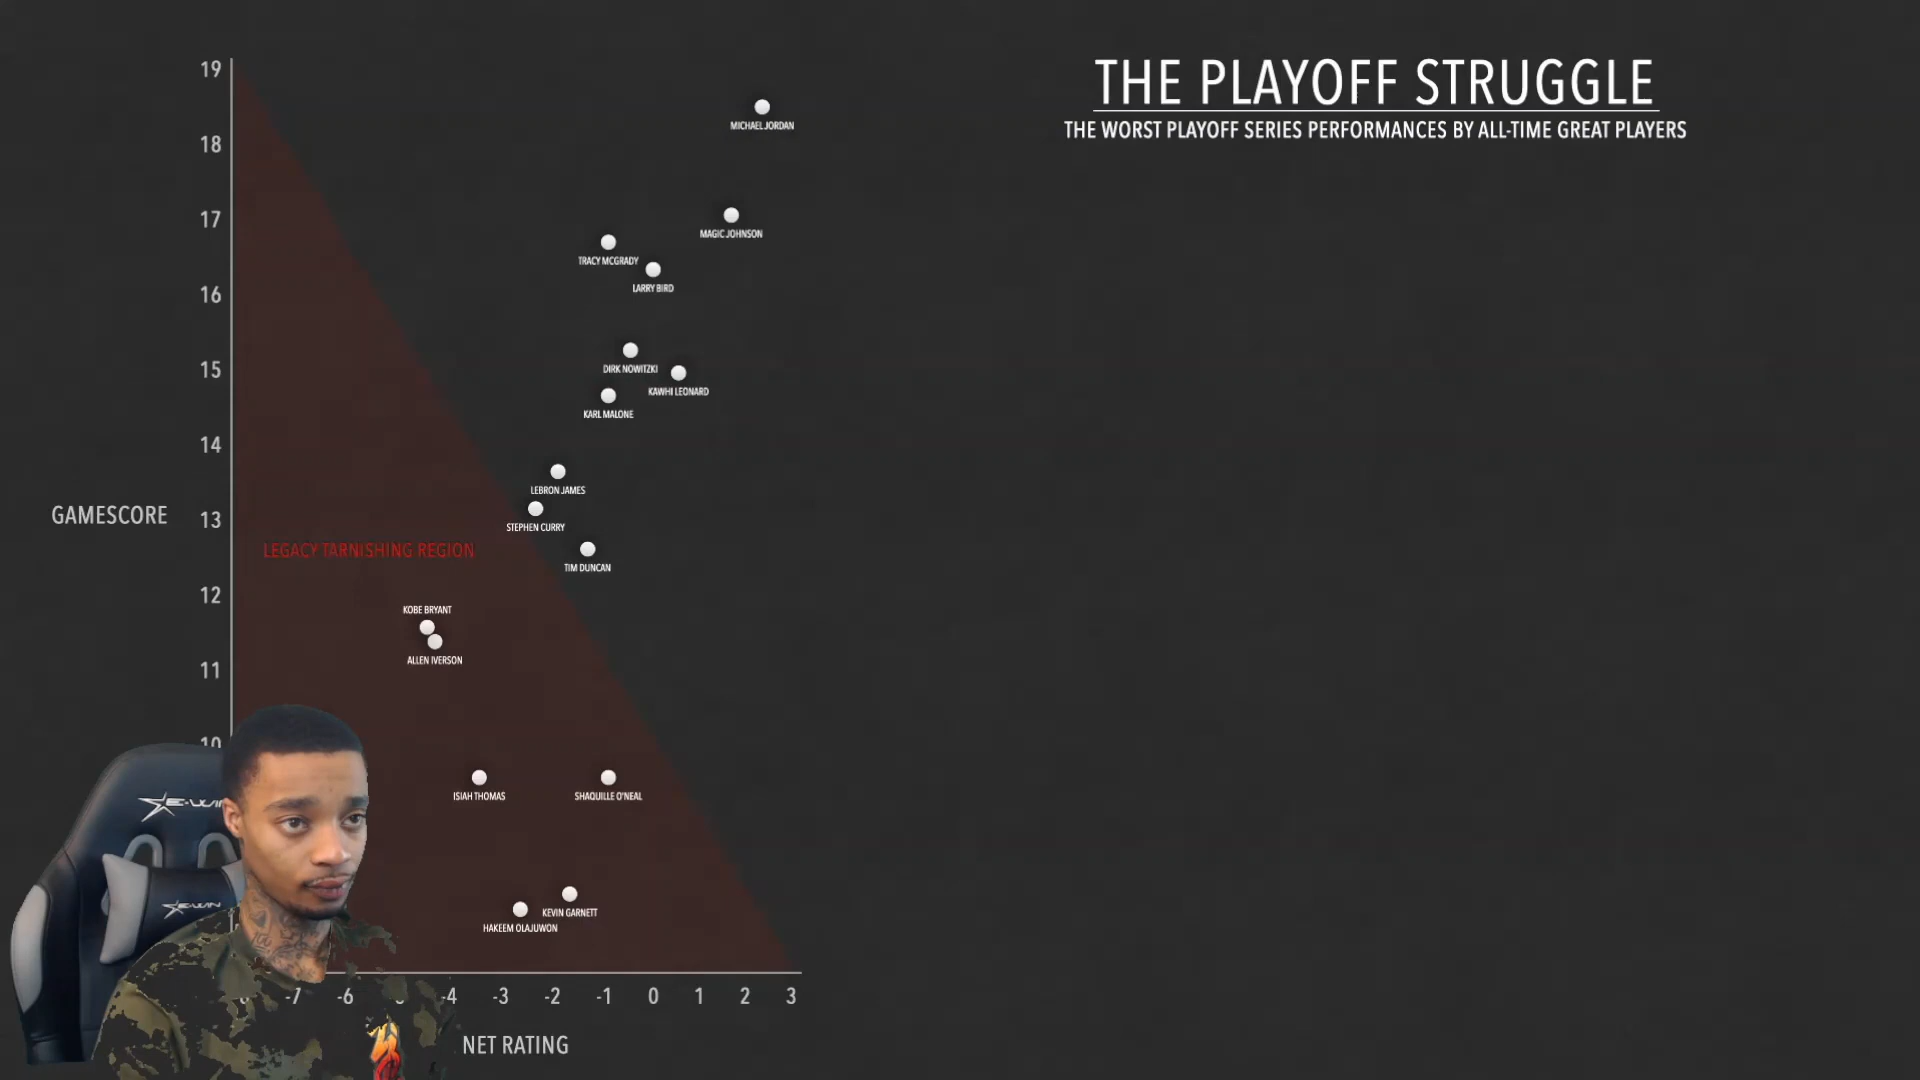 THE PLAYOFF STRUGGLE
THE WORST PLAYOFF SERIES PERFORMANCES BY ALL-TIME GREAT PLAYERS
19
18
17
16
15
14
13
12
11
10
GAMESCORE
MICHAEL JORDAN
MAGIC JOHNSON
TRACY MCGRADY
LARRY BIRD
DIRK NOWITZKI
KAWHI LEONARD
KARL MALONE
LEBRON JAMES
STEPHEN CURRY
LEGACY TARNISHING REGION
TIM DUNCAN
KOBE BRYANT
ALLEN IVERSON
ISIAH THOMAS
SHAQUILLE O'NEAL
KEVIN GARNETT
HAKEEM OLAJUWON
E-WIN
-7 -6 -4 -3 -2 -1 0 1 2 3
NET RATING